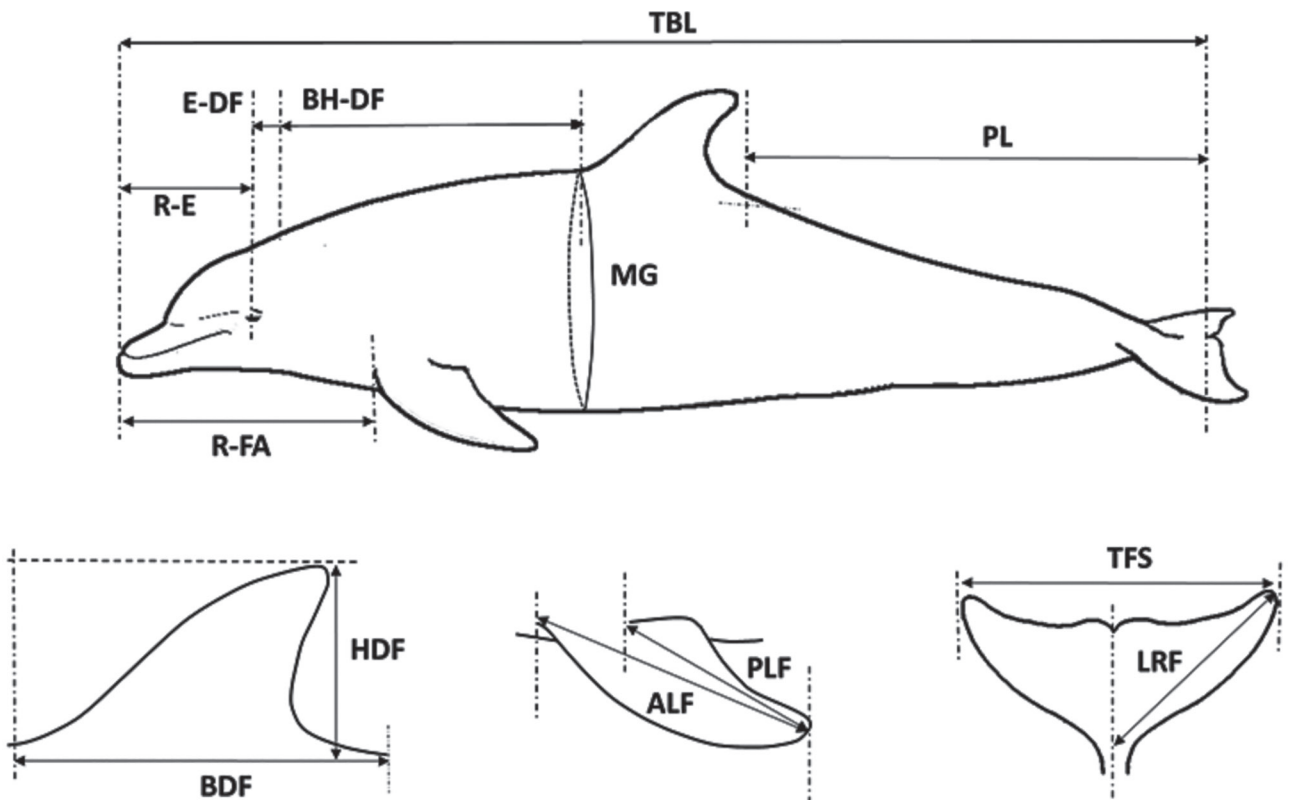 TBL
E-DF
BH-DF
PL
R-E
MG
R-FA
TFS
HDF
PLF
LRF
ALF
BDF